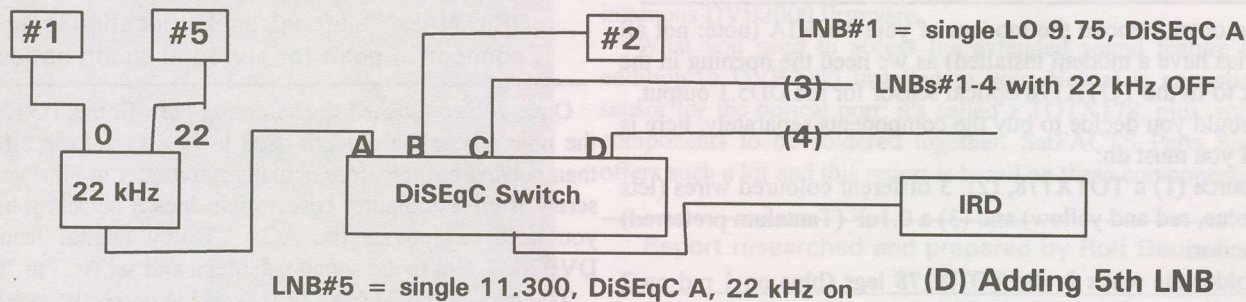 #1
#5
#2
LNB#1 = single LO 9.75, DiSEqC A
(3)
LNBs#1-4 with 22 kHz OFF
0
22
A
B
C
D
(4)
22 kHz
DiSEqC Switch
IRD
LNB#5 = single 11.300, DiSEqC A, 22 kHz on
(D) Adding 5th LNB